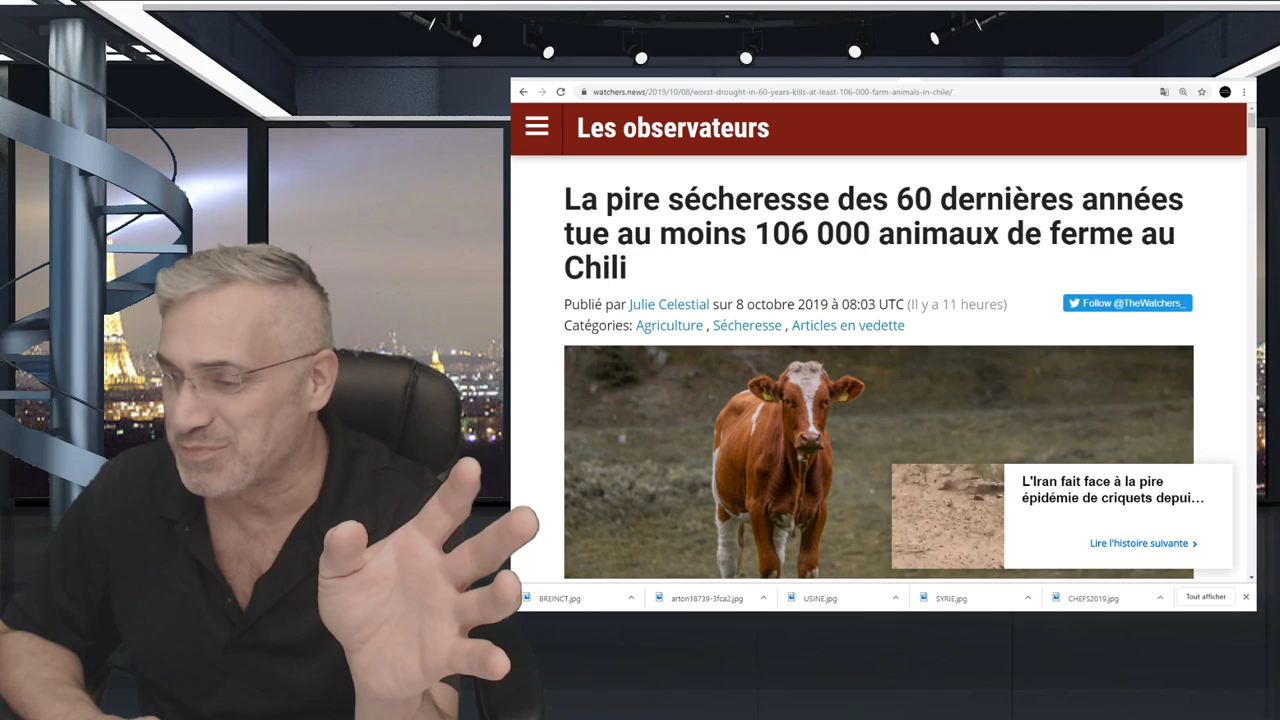 watchers.news/2019/10/08/worst-drought-in-60-years-kills-at-least-106-000-farm-animals-in-chile/
Les observateurs
La pire sécheresse des 60 dernières années
tue au moins 106 000 animaux de ferme au
Chili
Publié par Julie Celestial sur 8 octobre 2019 à 08:03 UTC (Il y a 11 heures)
Follow @TheWatchers_
Catégories: Agriculture , Sécheresse , Articles en vedette
L'Iran fait face à la pire
épidémie de criquets depui...
Lire l'histoire suivante
BREINCT.jpg
arton18739-3fca2.jpg
USINE.jpg
SYRIE.jpg
CHEFS2019.jpg
Tout afficher